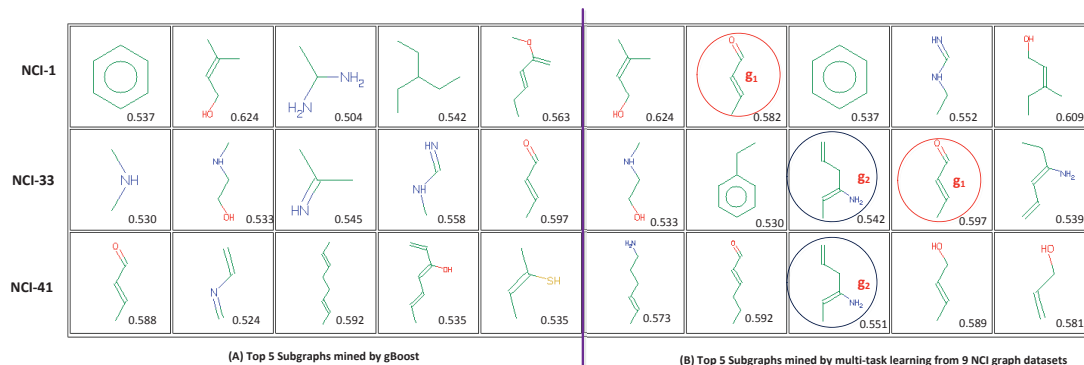 NCI-1
HO
0.537
0.624
NH₂
H₂N
0.504
0.542
O
0.563
HO
0.624
O
g₁
0.582
0.537
NH
NH
0.552
OH
0.609
NCI-33
NH
0.530
NH
OH
0.533
NH
0.545
NH
NH
0.558
O
0.597
NH
OH
0.533
0.530
g₂
NH₂
0.542
O
g₁
0.597
NH₂
0.539
NCI-41
O
0.588
N
0.524
0.592
OH
0.535
SH
0.535
H₂N
0.573
O
0.592
g₂
NH₂
0.551
OH
0.589
HO
0.581
(A) Top 5 Subgraphs mined by gBoost
(B) Top 5 Subgraphs mined by multi-task learning from 9 NCI graph datasets